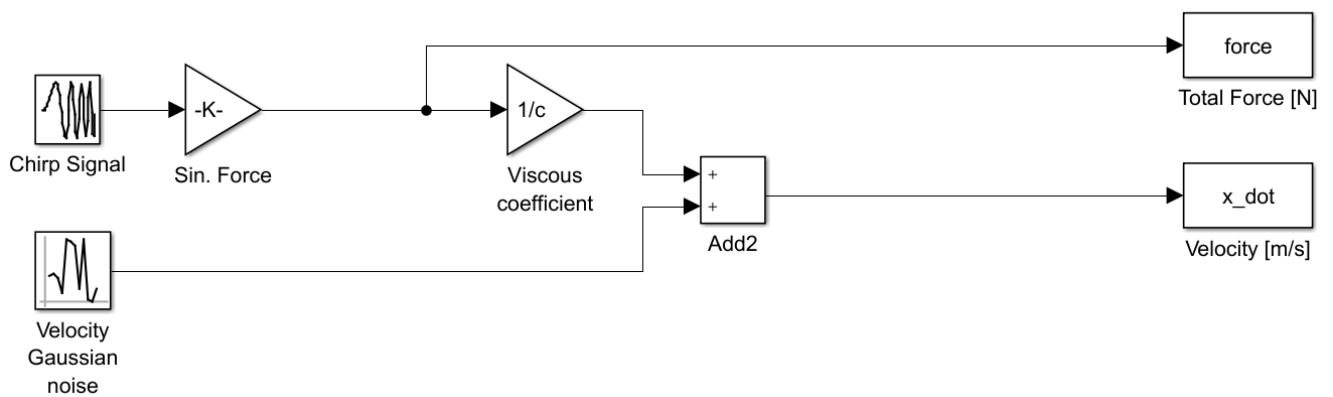 force
Total Force [N]
-K-
1/c
Chirp Signal
Sin. Force
Viscous
coefficient
+
+
x_dot
Add2
Velocity [m/s]
Velocity
Gaussian
noise